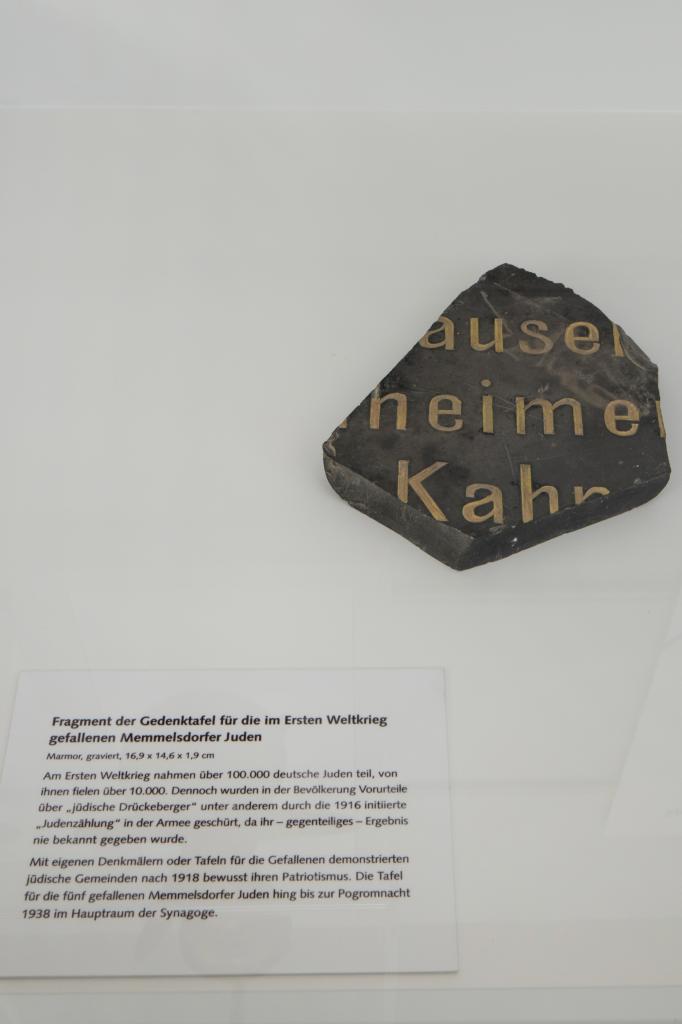 ausel
heimer
Kahn
Fragment der Gedenktafel für die im Ersten Weltkrieg
gefallenen Memmelsdorfer Juden
Marmor, graviert, 16,9 x 14,6 x 1,9 cm
Am Ersten Weltkrieg nahmen über 100.000 deutsche Juden teil, von
ihnen fielen über 10.000. Dennoch wurden in der Bevölkerung Vorurteile
über „jüdische Drückeberger“ unter anderem durch die 1916 initiierte
„Judenzählung“ in der Armee geschürt, da ihr – gegenteiliges – Ergebnis
nie bekannt gegeben wurde.
Mit eigenen Denkmälern oder Tafeln für die Gefallenen demonstrierten
jüdische Gemeinden nach 1918 bewusst ihren Patriotismus. Die Tafel
für die fünf gefallenen Memmelsdorfer Juden hing bis zur Pogromnacht
1938 im Hauptraum der Synagoge.